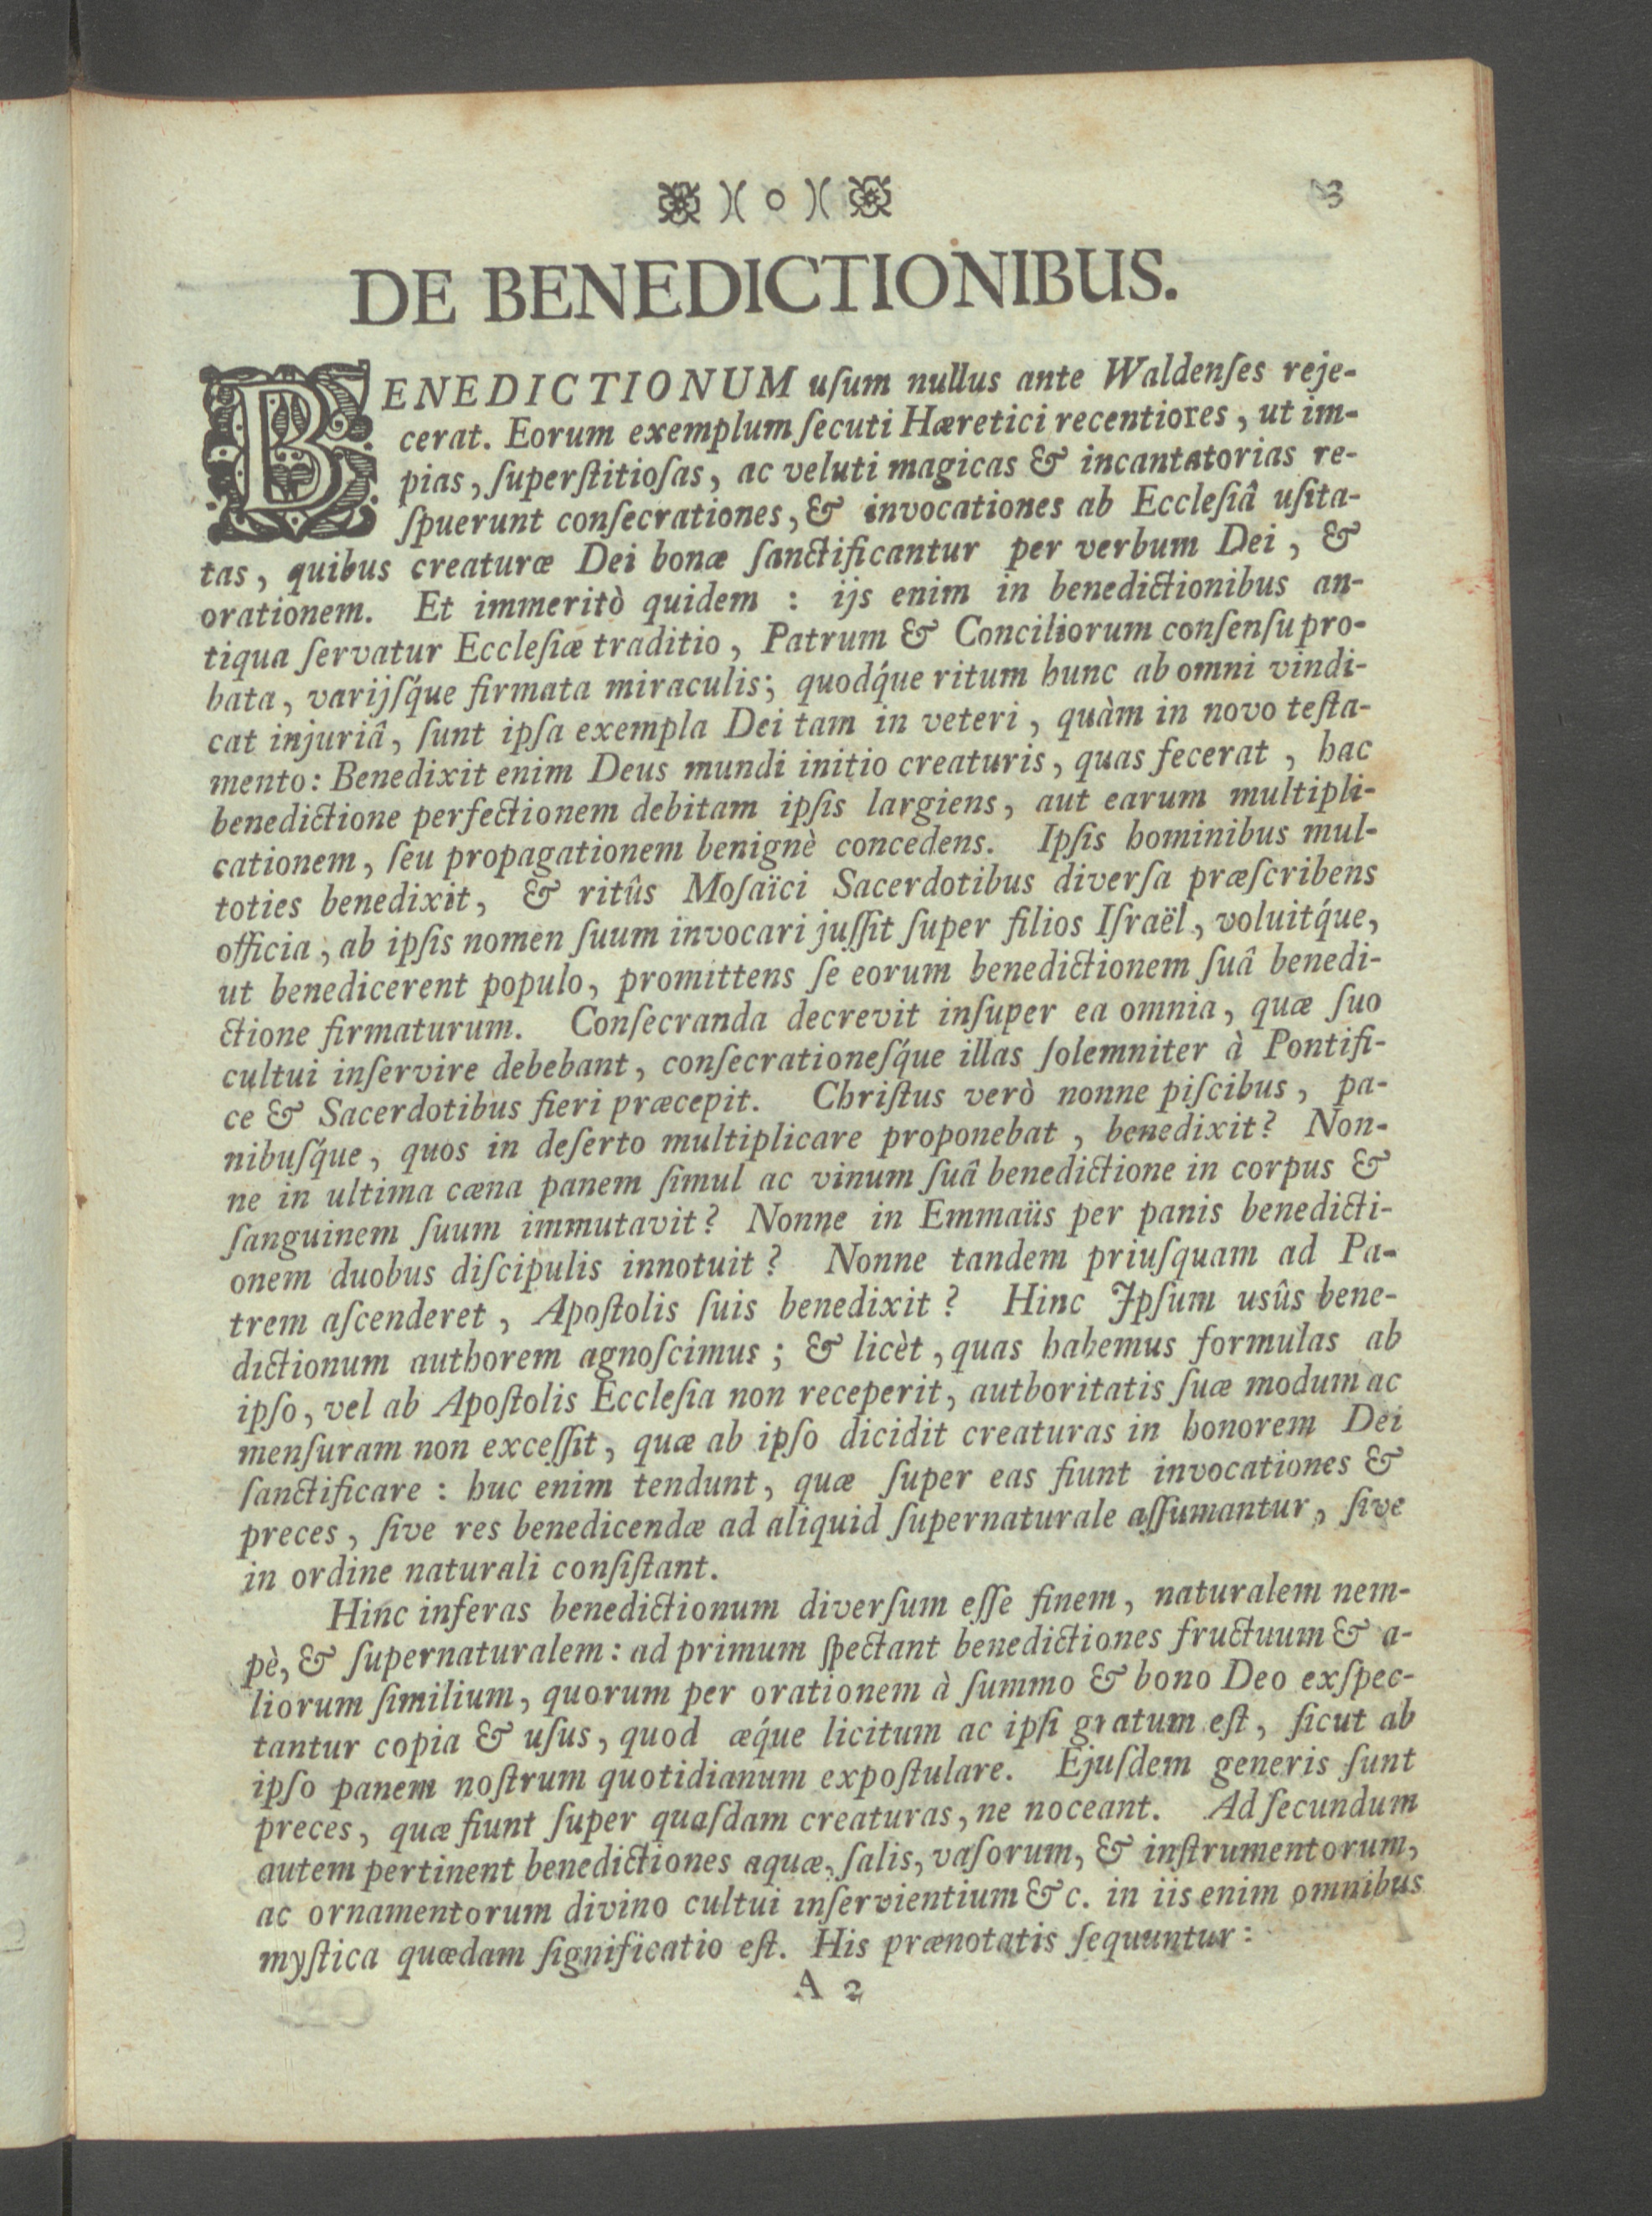 )( o )( 3
DE BENEDICTIONIBUS.
BENEDICTIONUM uſum nullus ante Waldenſes reje-
cerat. Eorum exemplum ſecuti Hæretici recentiores, ut im-
pias, ſuperſtitioſas, ac veluti magicas & incantatorias re-
ſpuerunt conſecrationes, & invocationes ab Eccleſiâ uſita-
tas, quibus creaturæ Dei bonæ ſanctificantur per verbum Dei, &
orationem. Et immeritò quidem : ijs enim in benedictionibus an-
tiqua ſervatur Eccleſiæ traditio, Patrum & Conciliorum conſenſu pro-
bata, varijſq́ue firmata miraculis; quodq́ue ritum hunc ab omni vindi-
cat injuriâ, ſunt ipſa exempla Dei tam in veteri, quàm in novo teſta-
mento: Benedixit enim Deus mundi initio creaturis, quas fecerat, hac
benedictione perfectionem debitam ipſis largiens, aut earum multipli-
cationem, ſeu propagationem benignè concedens. Ipſis hominibus mul-
toties benedixit, & ritûs Moſaïci Sacerdotibus diverſa præſcribens
officia, ab ipſis nomen ſuum invocari juſſit ſuper filios Iſraël, voluitq́ue,
ut benedicerent populo, promittens ſe eorum benedictionem ſuâ benedi-
ctione firmaturum. Conſecranda decrevit inſuper ea omnia, quæ ſuo
cultui inſervire debebant, conſecrationeſq́ue illas ſolemniter à Pontifi-
ce & Sacerdotibus fieri præcepit. Chriſtus verò nonne piſcibus, pa-
nibuſq́ue, quos in deſerto multiplicare proponebat, benedixit? Non-
ne in ultima cæna panem ſimul ac vinum ſuâ benedictione in corpus &
ſanguinem ſuum immutavit? Nonne in Emmaüs per panis benedicti-
onem duobus diſcipulis innotuit? Nonne tandem priuſquam ad Pa-
trem aſcenderet, Apoſtolis ſuis benedixit? Hinc Ipſum usûs bene-
dictionum authorem agnoſcimus; & licèt, quas habemus formulas ab
ipſo, vel ab Apoſtolis Eccleſia non receperit, authoritatis ſuæ modum ac
menſuram non exceſſit, quæ ab ipſo dicidit creaturas in honorem Dei
ſanctificare : huc enim tendunt, quæ ſuper eas fiunt invocationes &
preces, ſive res benedicendæ ad aliquid ſupernaturale aſſumantur, ſive
in ordine naturali conſiſtant.
Hinc inferas benedictionum diverſum eſſe finem, naturalem nem-
pè, & ſupernaturalem: ad primum ſpectant benedictiones fructuum & a-
liorum ſimilium, quorum per orationem à ſummo & bono Deo exſpec-
tantur copia & uſus, quod æq́ue licitum ac ipſi gratum eſt, ſicut ab
ipſo panem noſtrum quotidianum expoſtulare. Ejuſdem generis ſunt
preces, quæ fiunt ſuper quaſdam creaturas, ne noceant. Ad ſecundum
autem pertinent benedictiones aquæ, ſalis, vaſorum, & inſtrumentorum,
ac ornamentorum divino cultui inſervientium &c. in iis enim omnibus
myſtica quædam ſignificatio eſt. His prænotatis ſequuntur:
A 2